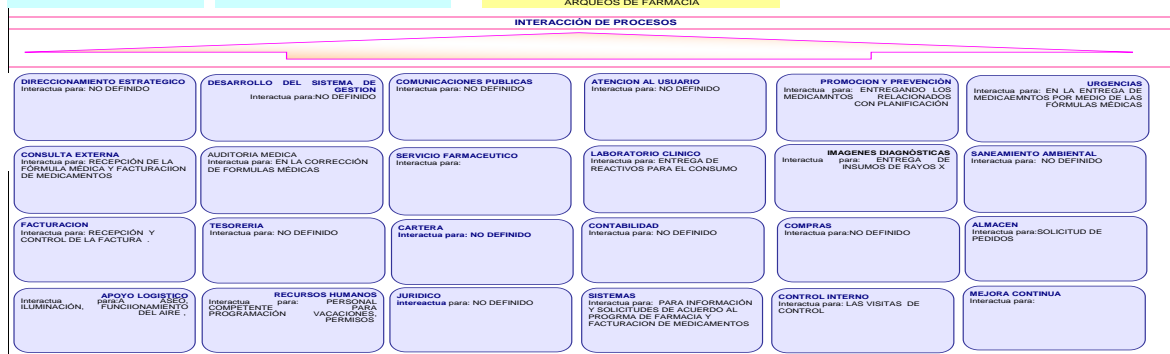 ARQUEOS DE FARMACIA
INTERACCIÓN DE PROCESOS
DIRECCIONAMIENTO ESTRATEGICO
Interactua para: NO DEFINIDO
DESARROLLO DEL SISTEMA DE
GESTION
Interactua para:NO DEFINIDO
COMUNICACIONES PUBLICAS
Interactua para: NO DEFINIDO
ATENCION AL USUARIO
Interactua para: NO DEFINIDO
PROMOCION Y PREVENCIÓN
Interactua para: ENTREGANDO LOS
MEDICAMNTOS RELACIONADOS
CON PLANIFICACIÓN
URGENCIAS
Interactua para: EN LA ENTREGA DE
MEDICAEMNTOS POR MEDIO DE LAS
FÓRMULAS MÉDICAS
CONSULTA EXTERNA
Interactua para: RECEPCIÓN DE LA
FÓRMULA MÉDICA Y FACTURACIION
DE MEDICAMENTOS
AUDITORIA MEDICA
Interactua para: EN LA CORRECCIÓN
DE FORMULAS MÉDICAS
SERVICIO FARMACEUTICO
Interactua para:
LABORATORIO CLINICO
Interactua para: ENTREGA DE
REACTIVOS PARA EL CONSUMO
IMAGENES DIAGNÓSTICAS
Interactua para: ENTREGA DE
INSUMOS DE RAYOS X
SANEAMIENTO AMBIENTAL
Interactua para: NO DEFINIDO
FACTURACION
Interactua para: RECEPCIÓN Y
CONTROL DE LA FACTURA .
TESORERIA
Interactua para: NO DEFINIDO
CARTERA
Interactua para: NO DEFINIDO
CONTABILIDAD
Interactua para: NO DEFINIDO
COMPRAS
Interactua para:NO DEFINIDO
ALMACEN
Interactua para:SOLICITUD DE
PEDIDOS
APOYO LOGISTICO
Interactua para:A ASEO,
ILUMINACIÓN, FUNCIIONAMIENTO
DEL AIRE ,
RECURSOS HUMANOS
Interactua para: PERSONAL
COMPETENTE Y PARA
PROGRAMACIÓN VACACIONES,
PERMISOS
JURIDICO
intereactua para: NO DEFINIDO
SISTEMAS
Interactua para: PARA INFORMACIÓN
Y SOLICITUDES DE ACUERDO AL
PROGRMA DE FARMACIA Y
FACTURACION DE MEDICAMENTOS
CONTROL INTERNO
Interactua para: LAS VISITAS DE
CONTROL
MEJORA CONTINUA
Interactua para: